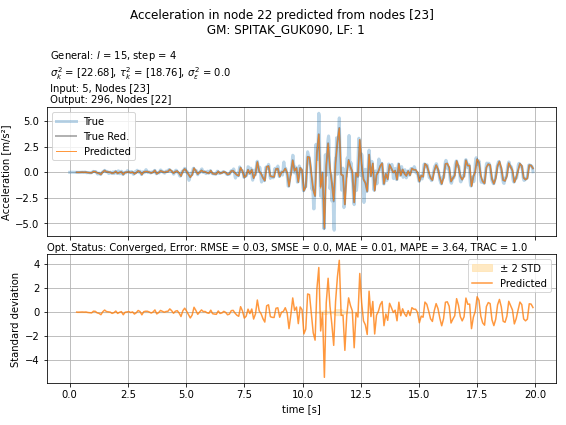 Acceleration in node 22 predicted from nodes [23]
GM: SPITAK_GUK090, LF: 1
General: l = 15, step = 4
σ²ₖ = [22.68], τ²ₖ = [18.76], σ²ε = 0.0
Input: 5, Nodes [23]
Output: 296, Nodes [22]
Acceleration [m/s²]
5.0
2.5
0.0
−2.5
−5.0
True
True Red.
Predicted
Opt. Status: Converged, Error: RMSE = 0.03, SMSE = 0.0, MAE = 0.01, MAPE = 3.64, TRAC = 1.0
Standard deviation
4
2
0
−2
−4
± 2 STD
Predicted
0.0 2.5 5.0 7.5 10.0 12.5 15.0 17.5 20.0
time [s]